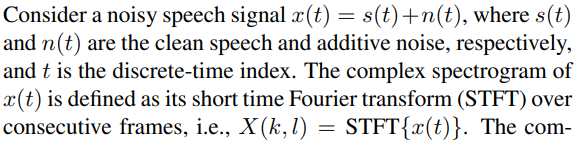 Consider a noisy speech signal x(t) = s(t)+n(t), where s(t)
and n(t) are the clean speech and additive noise, respectively,
and t is the discrete-time index. The complex spectrogram of
x(t) is defined as its short time Fourier transform (STFT) over
consecutive frames, i.e., X(k, l) = STFT{x(t)}. The com-